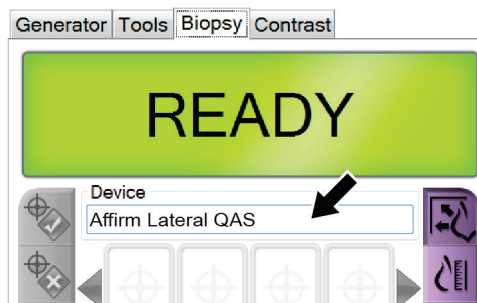 Generator Tools Biopsy Contrast
READY
Device
Affirm Lateral QAS